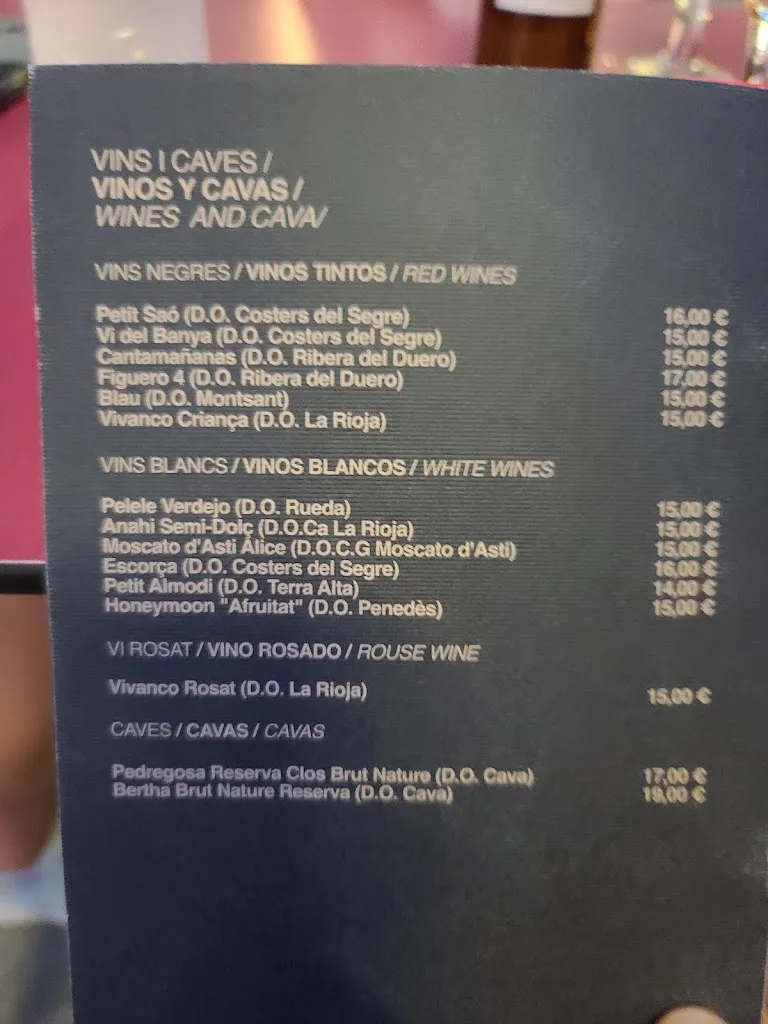 VINS I CAVES /
VINOS Y CAVAS /
WINES AND CAVA/
VINS NEGRES / VINOS TINTOS / RED WINES
Petit Saó (D.O. Costers del Segre) 16,00 €
Vi del Banya (D.O. Costers del Segre) 15,00 €
Cantamañanas (D.O. Ribera del Duero) 15,00 €
Figuero 4 (D.O. Ribera del Duero) 17,00 €
Blau (D.O. Montsant) 15,00 €
Vivanco Criança (D.O. La Rioja) 15,00 €
VINS BLANCS / VINOS BLANCOS / WHITE WINES
Pelele Verdejo (D.O. Rueda) 15,00 €
Anahi Semi-Dolç (D.O.Ca La Rioja) 15,00 €
Moscato d'Asti Álice (D.O.C.G Moscato d'Asti) 15,00 €
Escorça (D.O. Costers del Segre) 16,00 €
Petit Almodi (D.O. Terra Alta) 14,00 €
Honeymoon "Afruitat" (D.O. Penedès) 15,00 €
VI ROSAT / VINO ROSADO / ROUSE WINE
Vivanco Rosat (D.O. La Rioja) 15,00 €
CAVES / CAVAS / CAVAS
Pedregosa Reserva Clos Brut Nature (D.O. Cava) 17,00 €
Bertha Brut Nature Reserva (D.O. Cava) 19,00 €